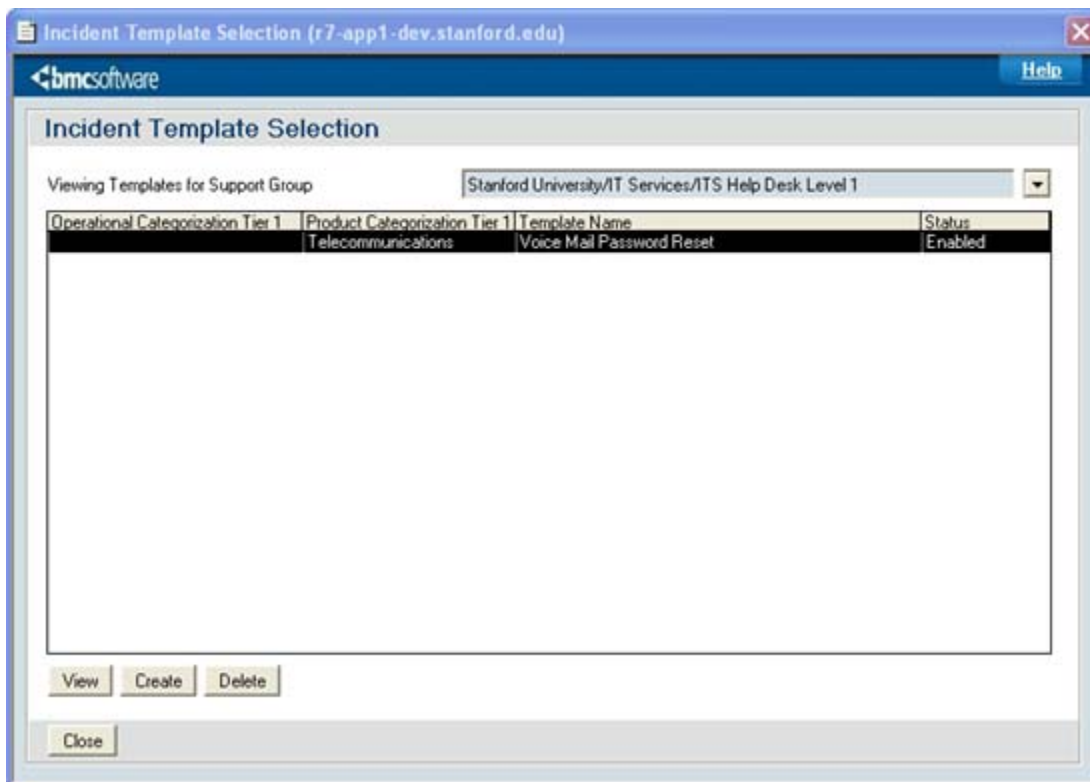 Incident Template Selection (r7-app1-dev.stanford.edu)
bmcsoftware Help
Incident Template Selection
Viewing Templates for Support Group Stanford University/IT Services/ITS Help Desk Level 1
Operational Categorization Tier 1 Product Categorization Tier 1 Template Name Status
Telecommunications Voice Mail Password Reset Enabled
View Create Delete
Close